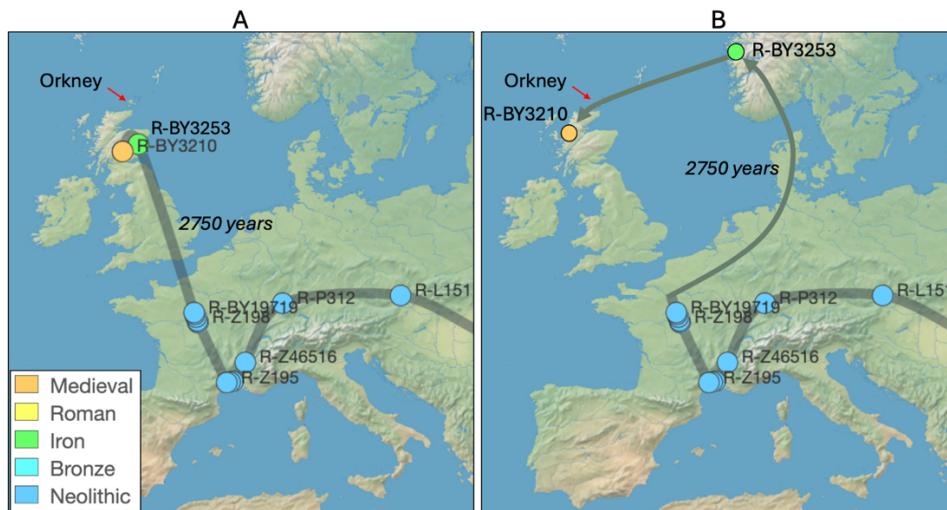 A
B
Orkney
R-BY3253
R-BY3210
2750 years
R-BY19719
R-Z198
R-P312
R-L151
R-Z46516
R-Z195
Medieval
Roman
Iron
Bronze
Neolithic
R-BY3253
Orkney
R-BY3210
2750 years
R-BY19719
R-Z198
R-P312
R-L151
R-Z46516
R-Z195